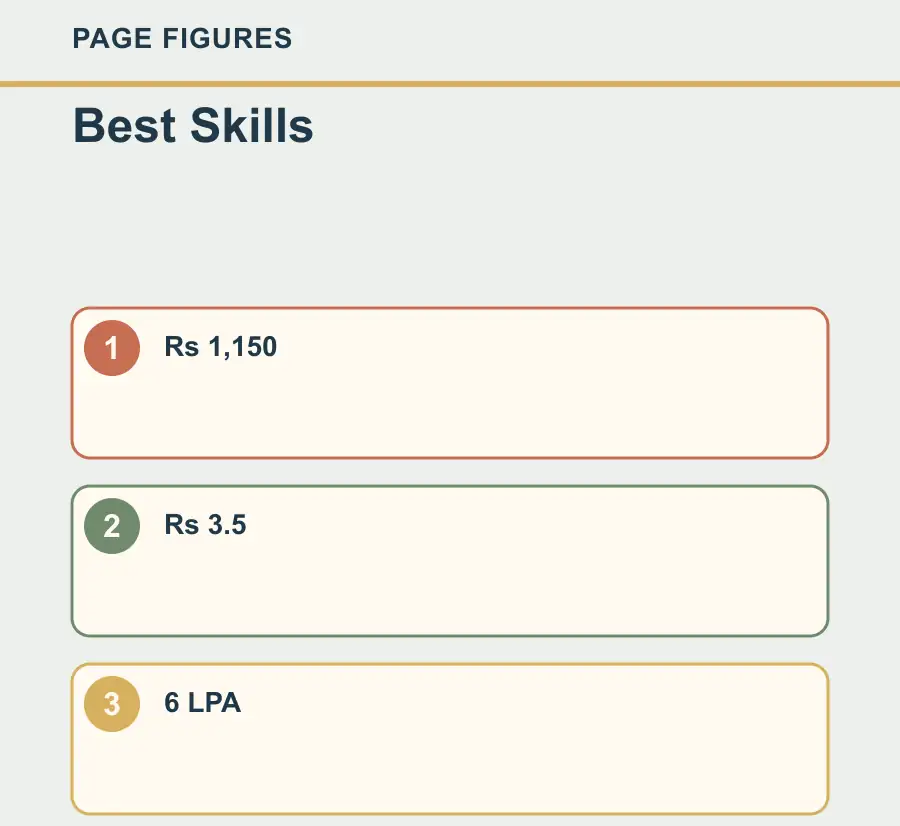 PAGE FIGURES
Best Skills
1 Rs 1,150
2 Rs 3.5
3 6 LPA